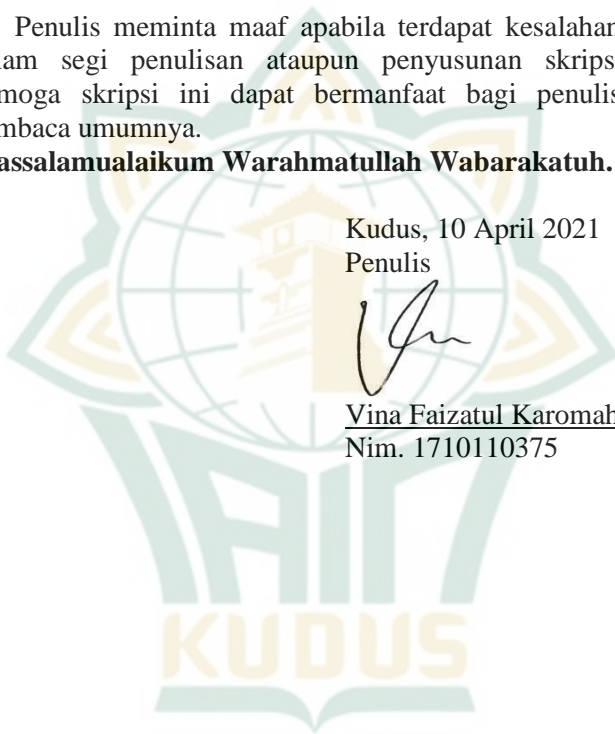 Penulis meminta maaf apabila terdapat kesalahan
lam segi penulisan ataupun penyusunan skrips
moga skripsi ini dapat bermanfaat bagi penulis
mbaca umumnya.
assalamualaikum Warahmatullah Wabarakatuh.
Kudus, 10 April 2021
Penulis
Vina Faizatul Karomah
Nim. 1710110375
IAIN
KUDUS